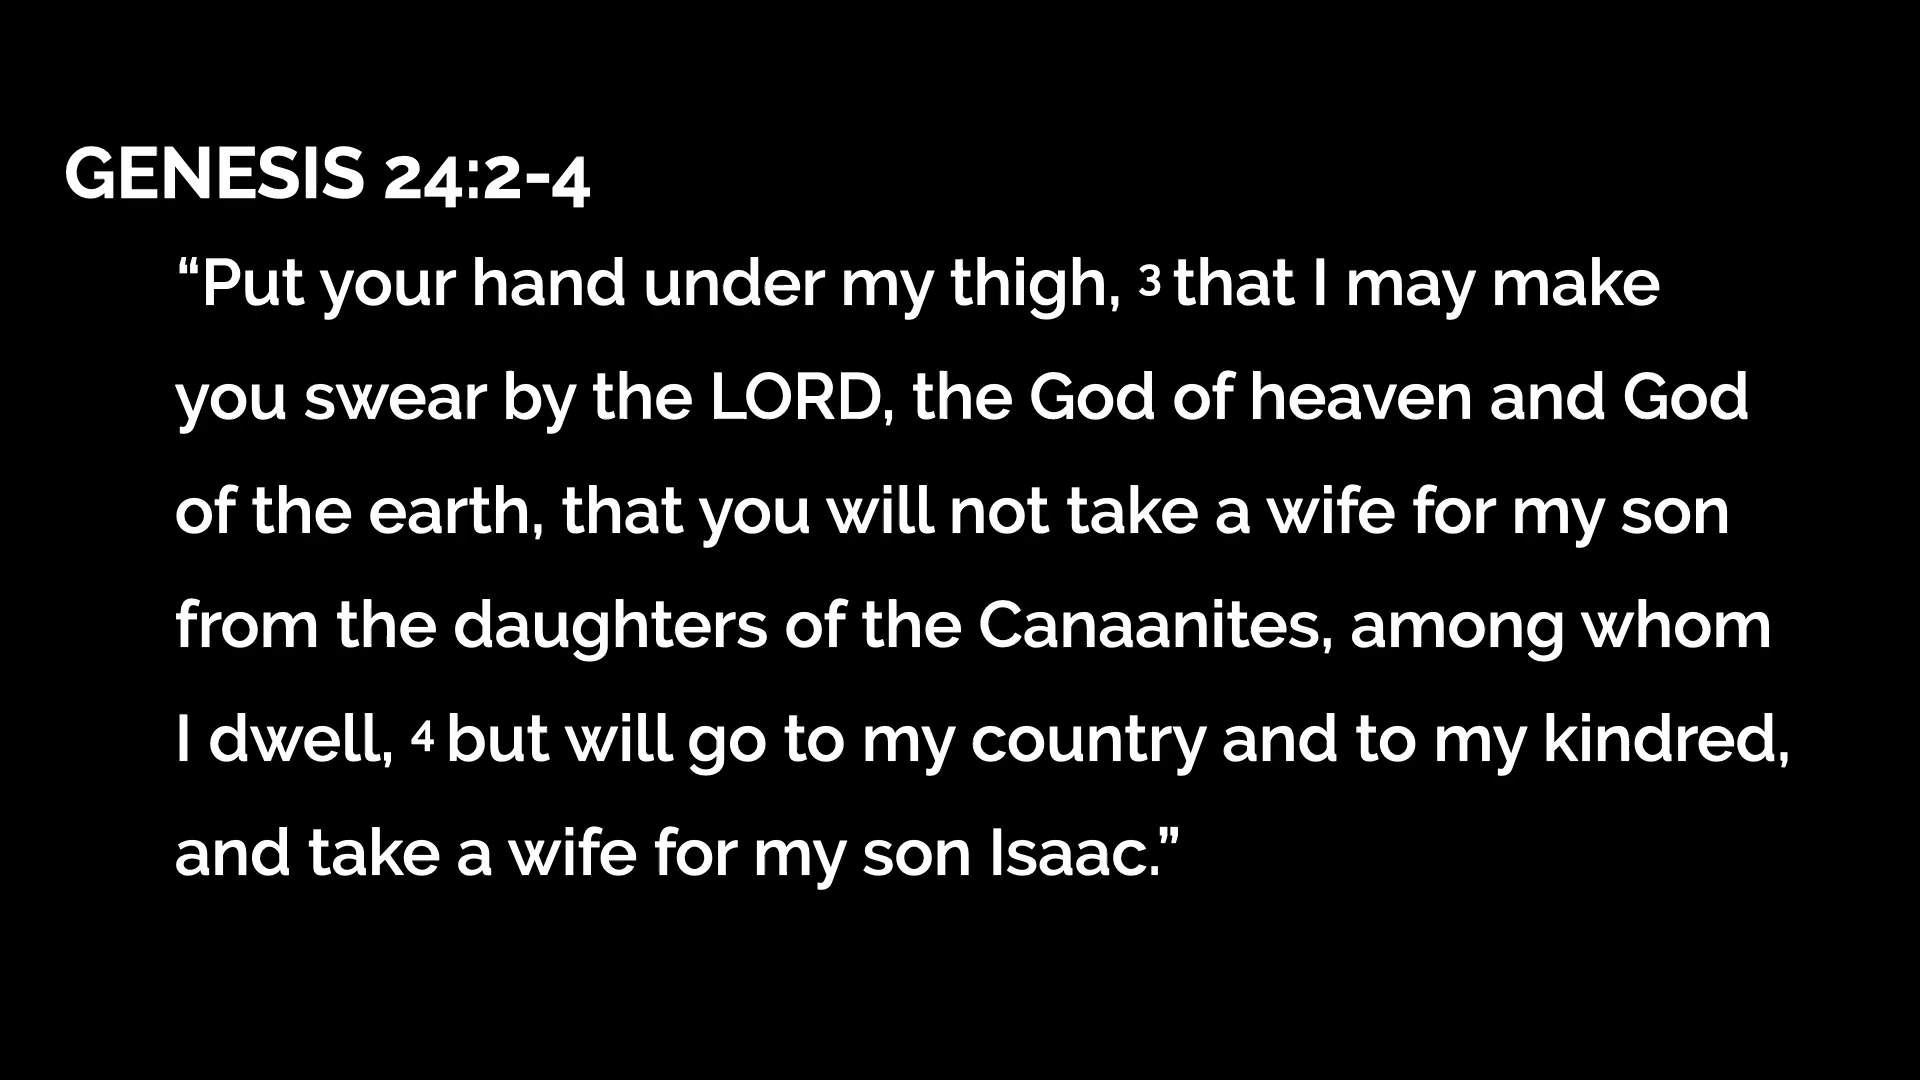 GENESIS 24:2-4
“Put your hand under my thigh, 3 that I may make
you swear by the LORD, the God of heaven and God
of the earth, that you will not take a wife for my son
from the daughters of the Canaanites, among whom
I dwell, 4 but will go to my country and to my kindred,
and take a wife for my son Isaac.”